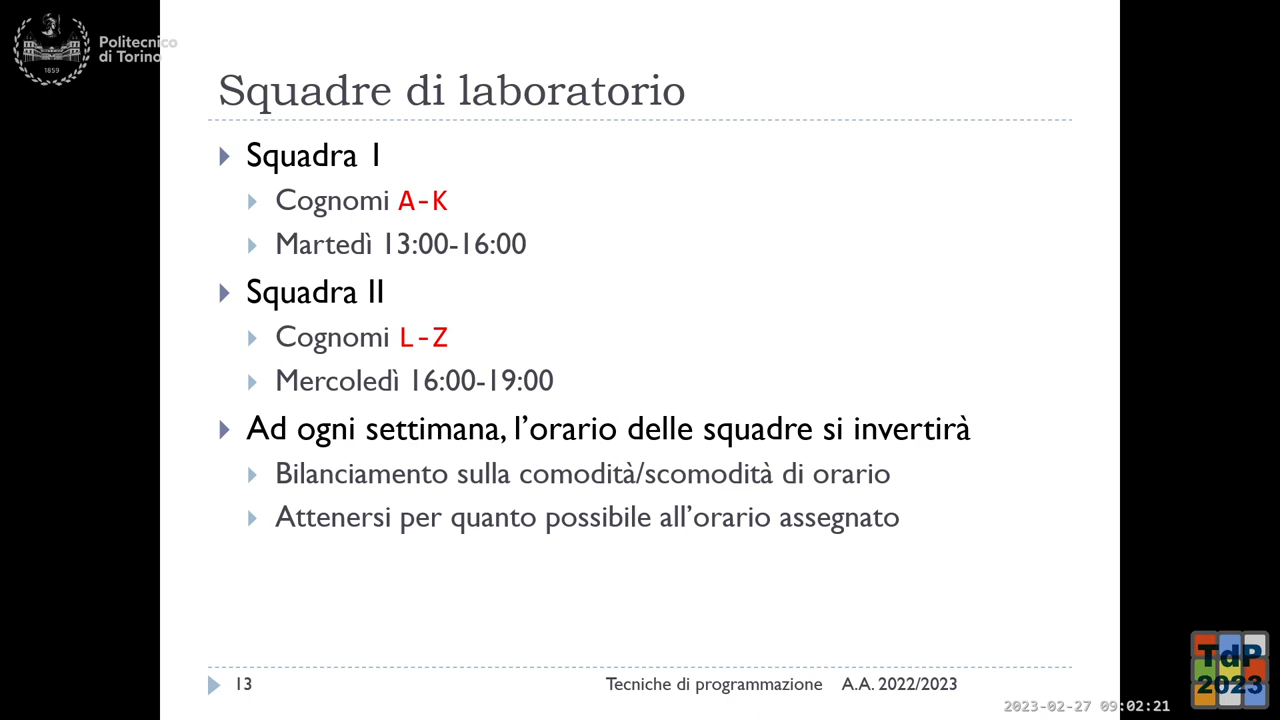 Politecnico
di Torino
1859
Squadre di laboratorio
Squadra I
Cognomi A-K
Martedì 13:00-16:00
Squadra II
Cognomi L-Z
Mercoledì 16:00-19:00
Ad ogni settimana, l’orario delle squadre si invertirà
Bilanciamento sulla comodità/scomodità di orario
Attenersi per quanto possibile all’orario assegnato
13
Tecniche di programmazione A.A. 2022/2023
TdP
2023
2023-02-27 09:02:21